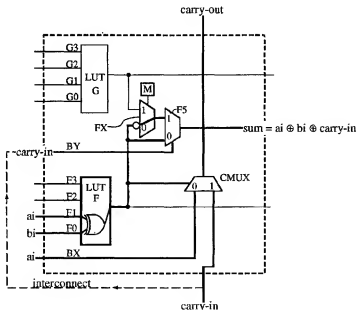 carry-out
G3
G2
G1
G0
LUT
G
M
1
0
FX
F5
1
0
sum = ai ⊕ bi ⊕ carry-in
carry-in
BY
F3
F2
ai F1
bi F0
LUT
F
CMUX
0 1
ai BX
interconnect
carry-in